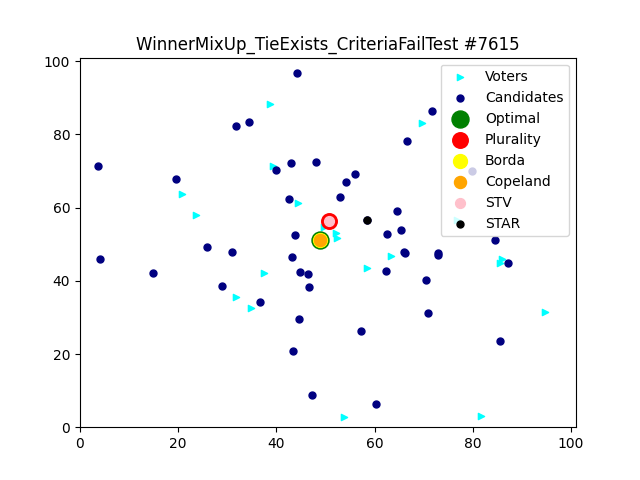 WinnerMixUp_TieExists_CriteriaFailTest #7615
100
80
60
40
20
0
0
20
40
60
80
100
Voters
Candidates
Optimal
Plurality
Borda
Copeland
STV
STAR